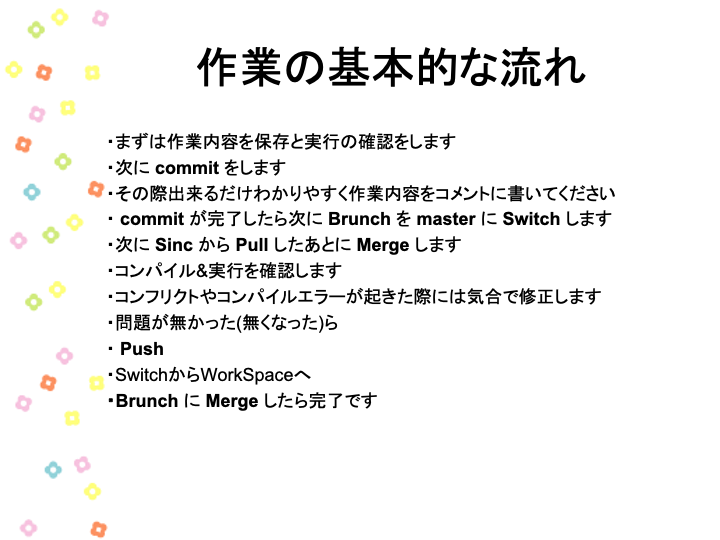 作業の基本的な流れ
・まずは作業内容を保存と実行の確認をします
・次に commit をします
・その際出来るだけわかりやすく作業内容をコメントに書いてください
・ commit が完了したら次に Brunch を master に Switch します
・次に Sinc から Pull したあとに Merge します
・コンパイル&実行を確認します
・コンフリクトやコンパイルエラーが起きた際には気合で修正します
・問題が無かった(無くなった)ら
・ Push
・SwitchからWorkSpaceへ
・Brunch に Merge したら完了です